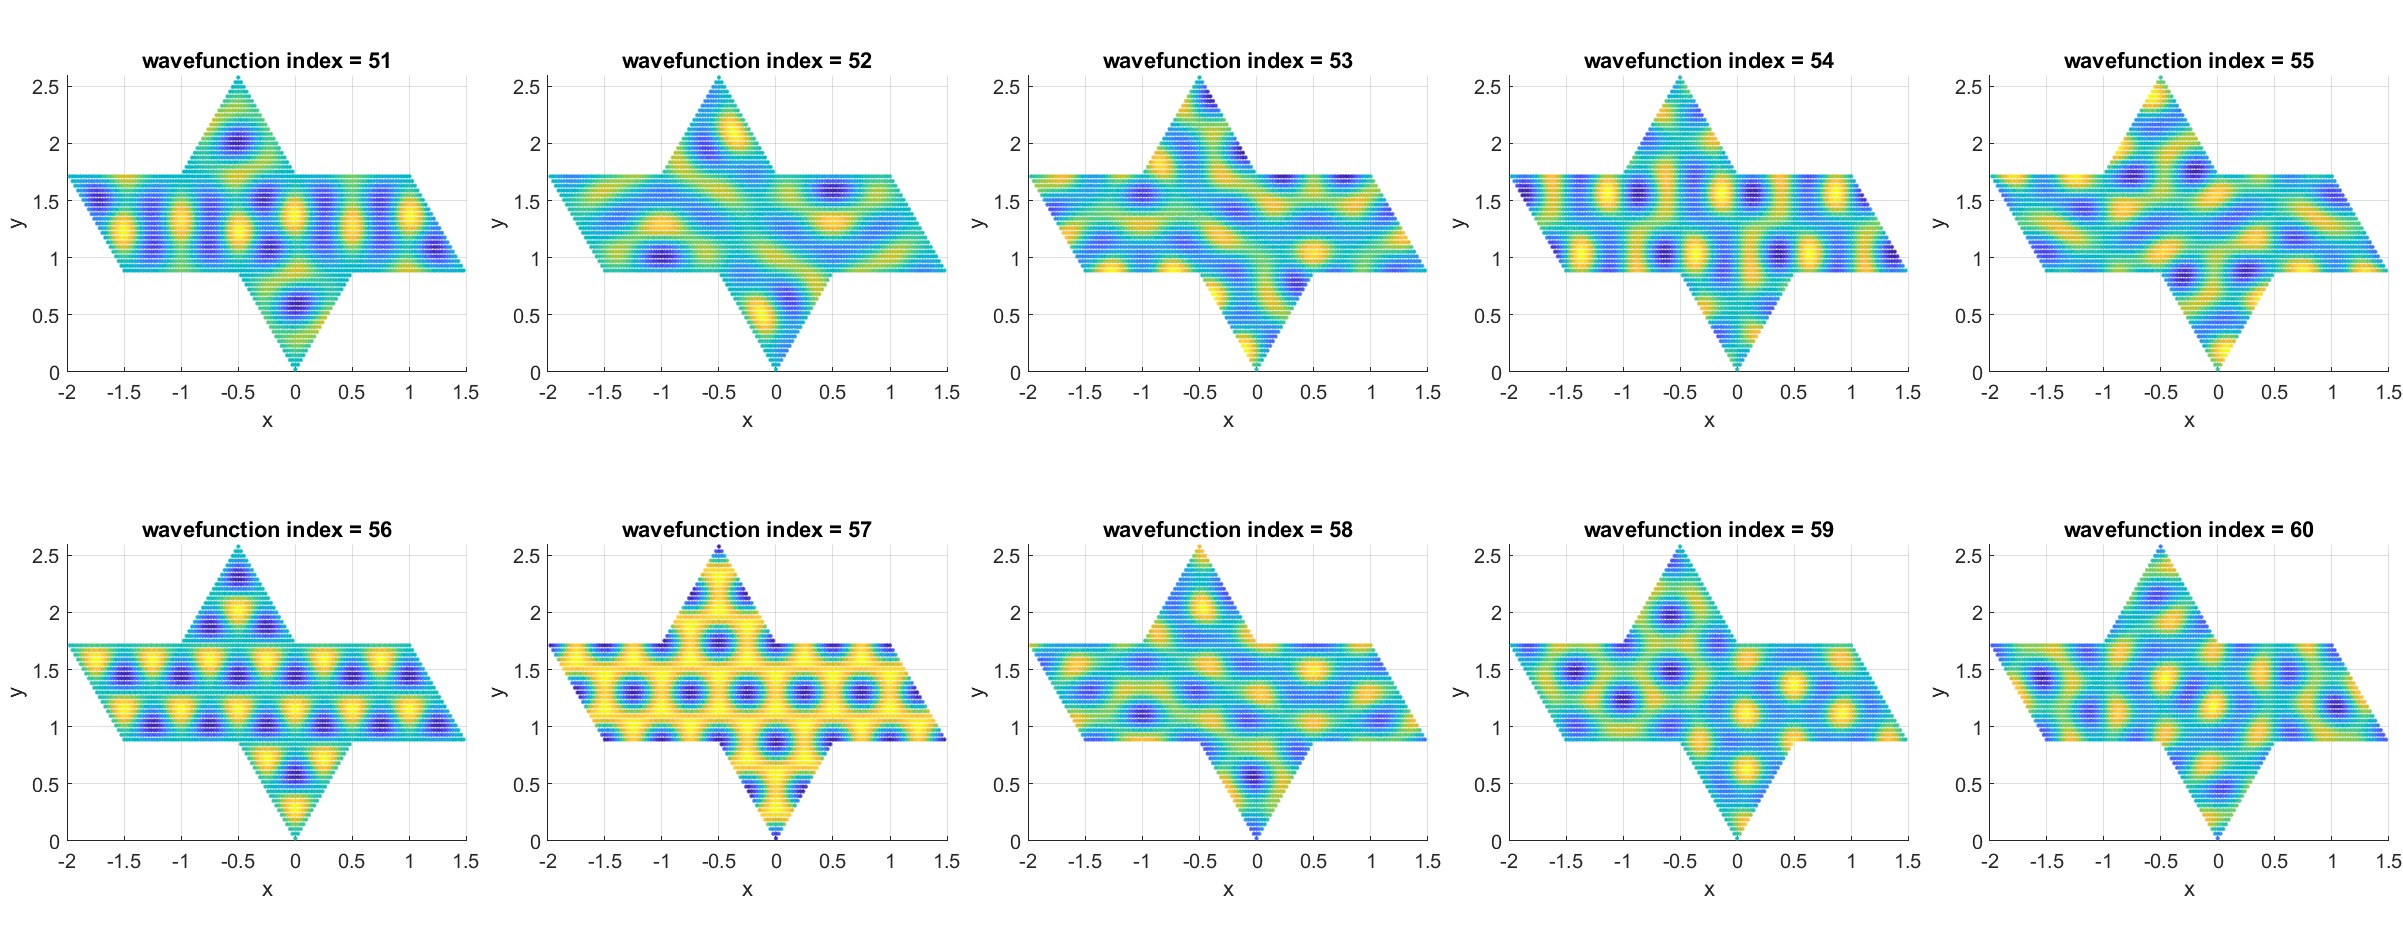 wavefunction index = 51
wavefunction index = 52
wavefunction index = 53
wavefunction index = 54
wavefunction index = 55
2.5 2.5 2.5 2.5 2.5
2 2 2 2 2
1.5 1.5 1.5 1.5 1.5
y y y y y
1 1 1 1 1
0.5 0.5 0.5 0.5 0.5
0 0 0 0 0
-2 -1.5 -1 -0.5 0 0.5 1 1.5 -2 -1.5 -1 -0.5 0 0.5 1 1.5 -2 -1.5 -1 -0.5 0 0.5 1 1.5 -2 -1.5 -1 -0.5 0 0.5 1 1.5 -2 -1.5 -1 -0.5 0 0.5 1 1.5
x x x x x
wavefunction index = 56
wavefunction index = 57
wavefunction index = 58
wavefunction index = 59
wavefunction index = 60
2.5 2.5 2.5 2.5 2.5
2 2 2 2 2
1.5 1.5 1.5 1.5 1.5
y y y y y
1 1 1 1 1
0.5 0.5 0.5 0.5 0.5
0 0 0 0 0
-2 -1.5 -1 -0.5 0 0.5 1 1.5 -2 -1.5 -1 -0.5 0 0.5 1 1.5 -2 -1.5 -1 -0.5 0 0.5 1 1.5 -2 -1.5 -1 -0.5 0 0.5 1 1.5 -2 -1.5 -1 -0.5 0 0.5 1 1.5
x x x x x